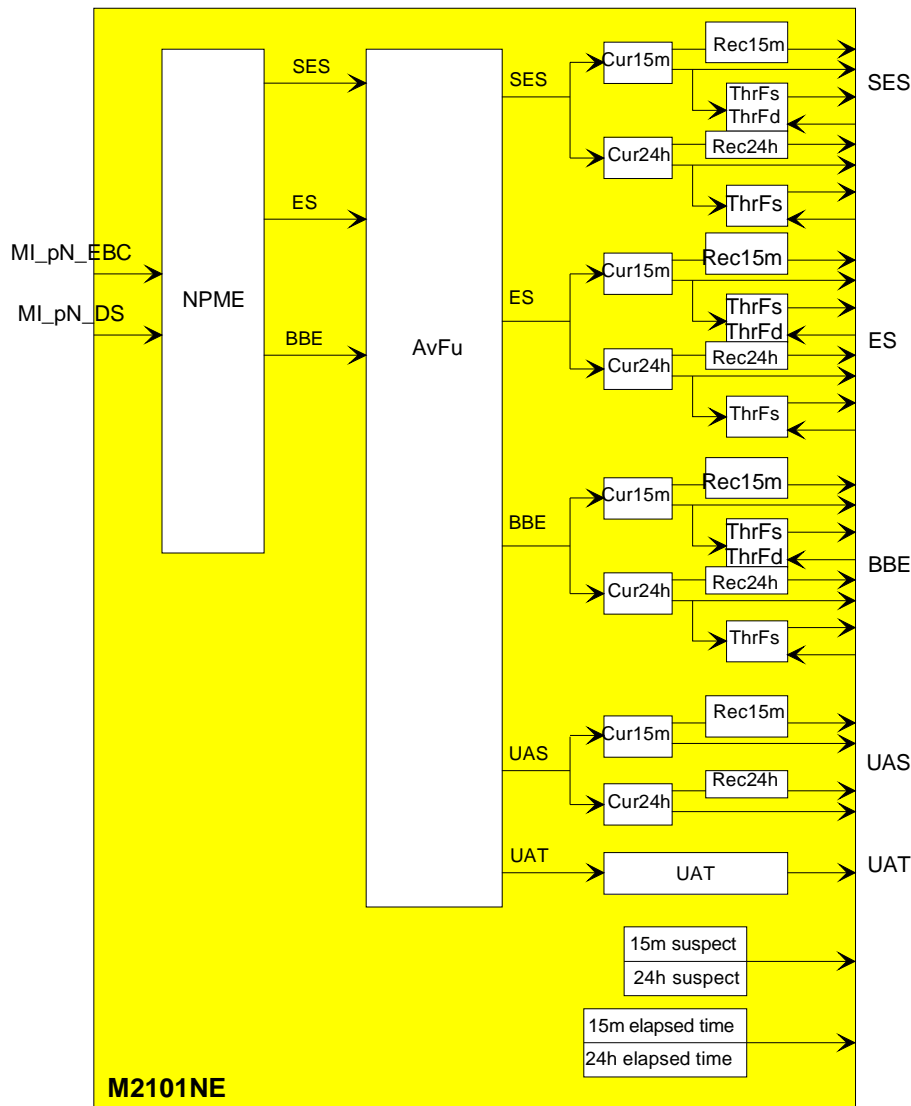 Rec15m
SES
Cur15m
SES
SES
ThrFs
ThrFd
Rec24h
Cur24h
ES
ThrFs
MI_pN_EBC
Rec15m
Cur15m
NPME
ES
MI_pN_DS
ThrFs
ThrFd
ES
BBE
AvFu
Rec24h
Cur24h
ThrFs
Rec15m
Cur15m
BBE
ThrFs
ThrFd
BBE
Rec24h
Cur24h
ThrFs
Rec15m
Cur15m
UAS
UAS
Rec24h
Cur24h
UAT
UAT
UAT
15m suspect
24h suspect
15m elapsed time
24h elapsed time
M2101NE